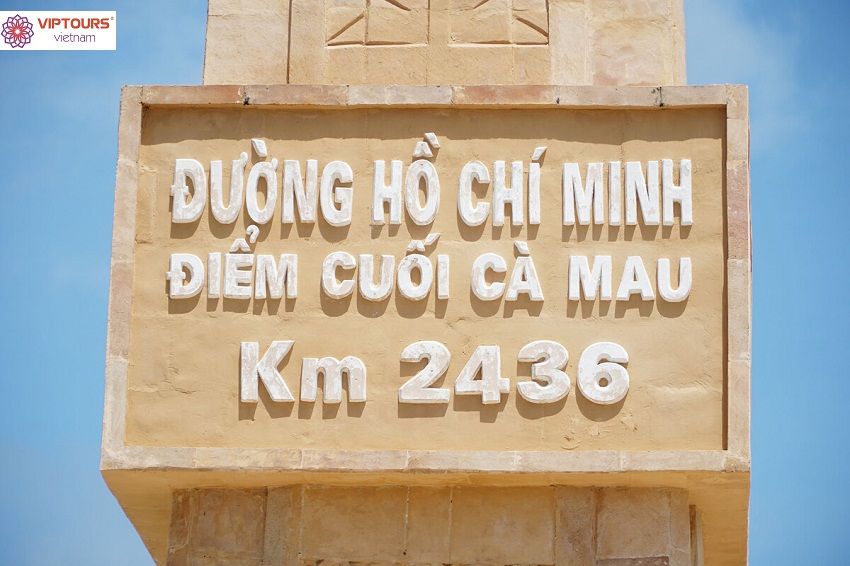 VIPTOURS®
vietnam
ĐƯỜNG HỒ CHÍ MINH
ĐIỂM CUỐI CÀ MAU
Km 2436